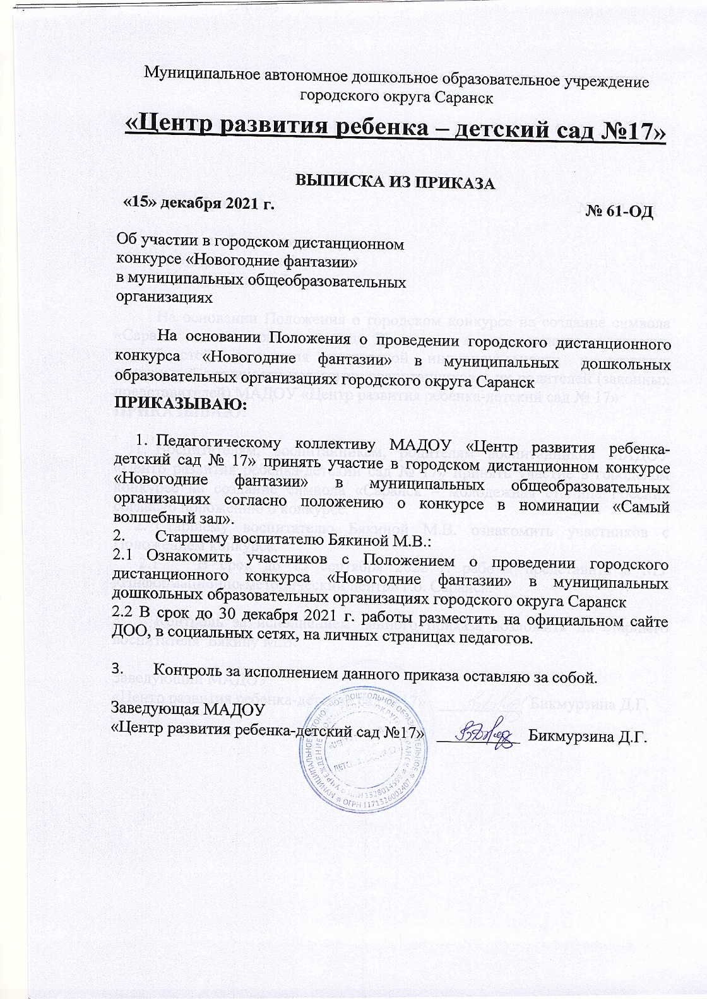 Муниципальное автономное дошкольное образовательное учреждение
городского округа Саранск
«Центр развития ребенка – детский сад №17»
ВЫПИСКА ИЗ ПРИКАЗА
«15» декабря 2021 г.
№ 61-ОД
Об участии в городском дистанционном
конкурсе «Новогодние фантазии»
в муниципальных общеобразовательных
организациях
На основании Положения о проведении городского дистанционного
конкурса «Новогодние фантазии» в муниципальных дошкольных
образовательных организациях городского округа Саранск
ПРИКАЗЫВАЮ:
1. Педагогическому коллективу МАДОУ «Центр развития ребенка-
детский сад № 17» принять участие в городском дистанционном конкурсе
«Новогодние фантазии» в муниципальных общеобразовательных
организациях согласно положению о конкурсе в номинации «Самый
волшебный зал».
2. Старшему воспитателю Бякиной М.В.:
2.1 Ознакомить участников с Положением о проведении городского
дистанционного конкурса «Новогодние фантазии» в муниципальных
дошкольных образовательных организациях городского округа Саранск
2.2 В срок до 30 декабря 2021 г. работы разместить на официальном сайте
ДОО, в социальных сетях, на личных страницах педагогов.
3. Контроль за исполнением данного приказа оставляю за собой.
Заведующая МАДОУ
«Центр развития ребенка-детский сад №17» Бикмурзина Д.Г.
ОГРН 1171326002407
ИНН 1328014599